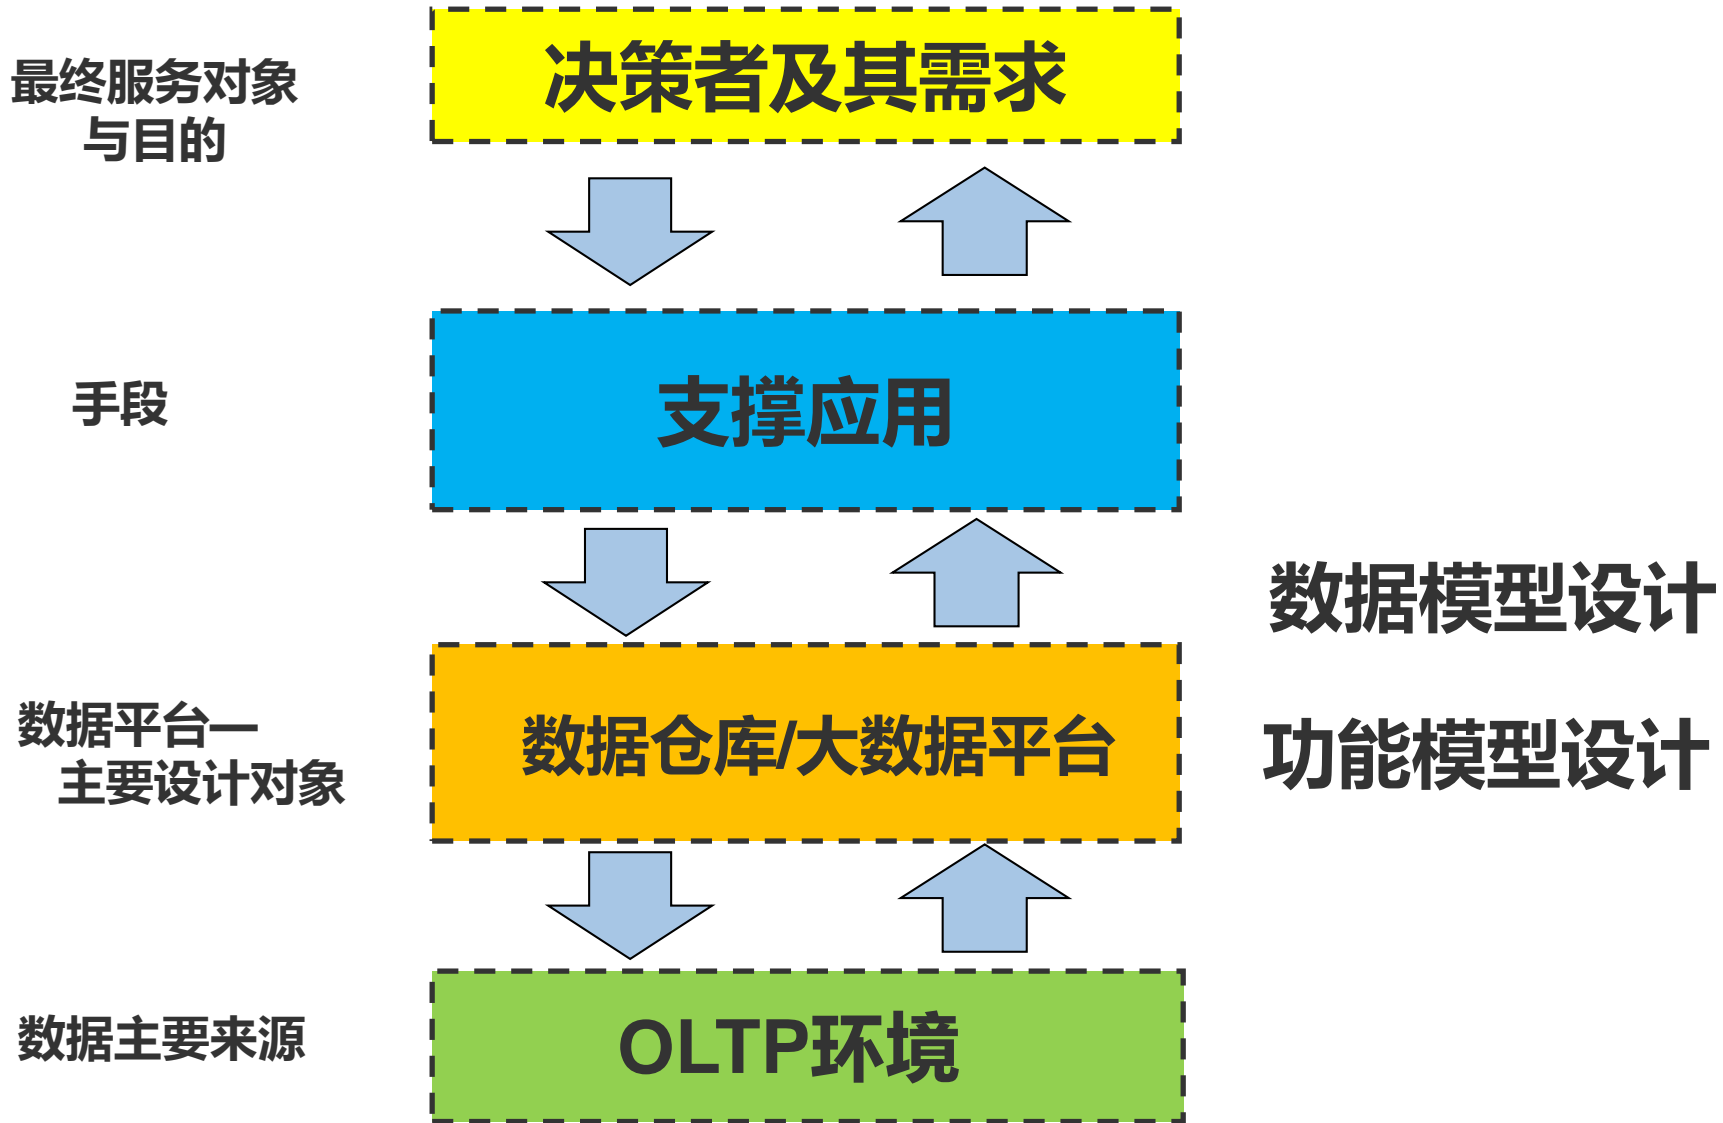 最终服务对象
与目的
决策者及其需求
手段
支撑应用
数据模型设计
数据平台—
主要设计对象
数据仓库/大数据平台
功能模型设计
数据主要来源
OLTP环境